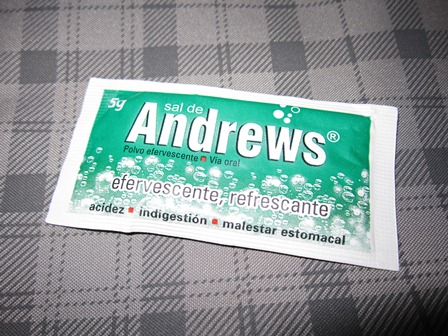 5g
sal de
Andrews®
Polvo efervescente ■ Vía oral
efervescente, refrescante
acidez ■ indigestión ■ malestar estomacal